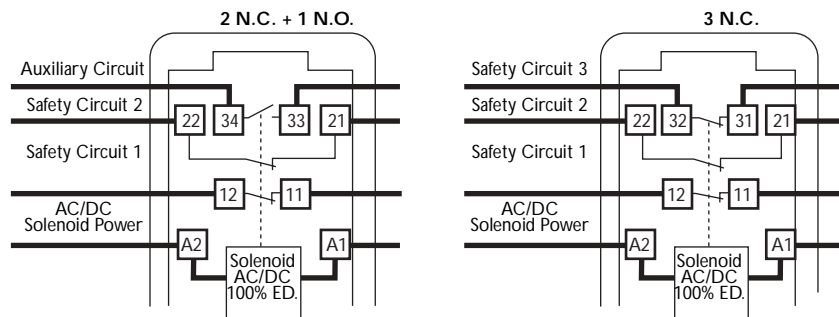 2 N.C. + 1 N.O.
Auxiliary Circuit
Safety Circuit 2
22
34
33
21
Safety Circuit 1
12
11
AC/DC
Solenoid Power
A2
A1
Solenoid
AC/DC
100% ED.
3 N.C.
Safety Circuit 3
Safety Circuit 2
22
32
31
21
Safety Circuit 1
12
11
AC/DC
Solenoid Power
A2
A1
Solenoid
AC/DC
100% ED.